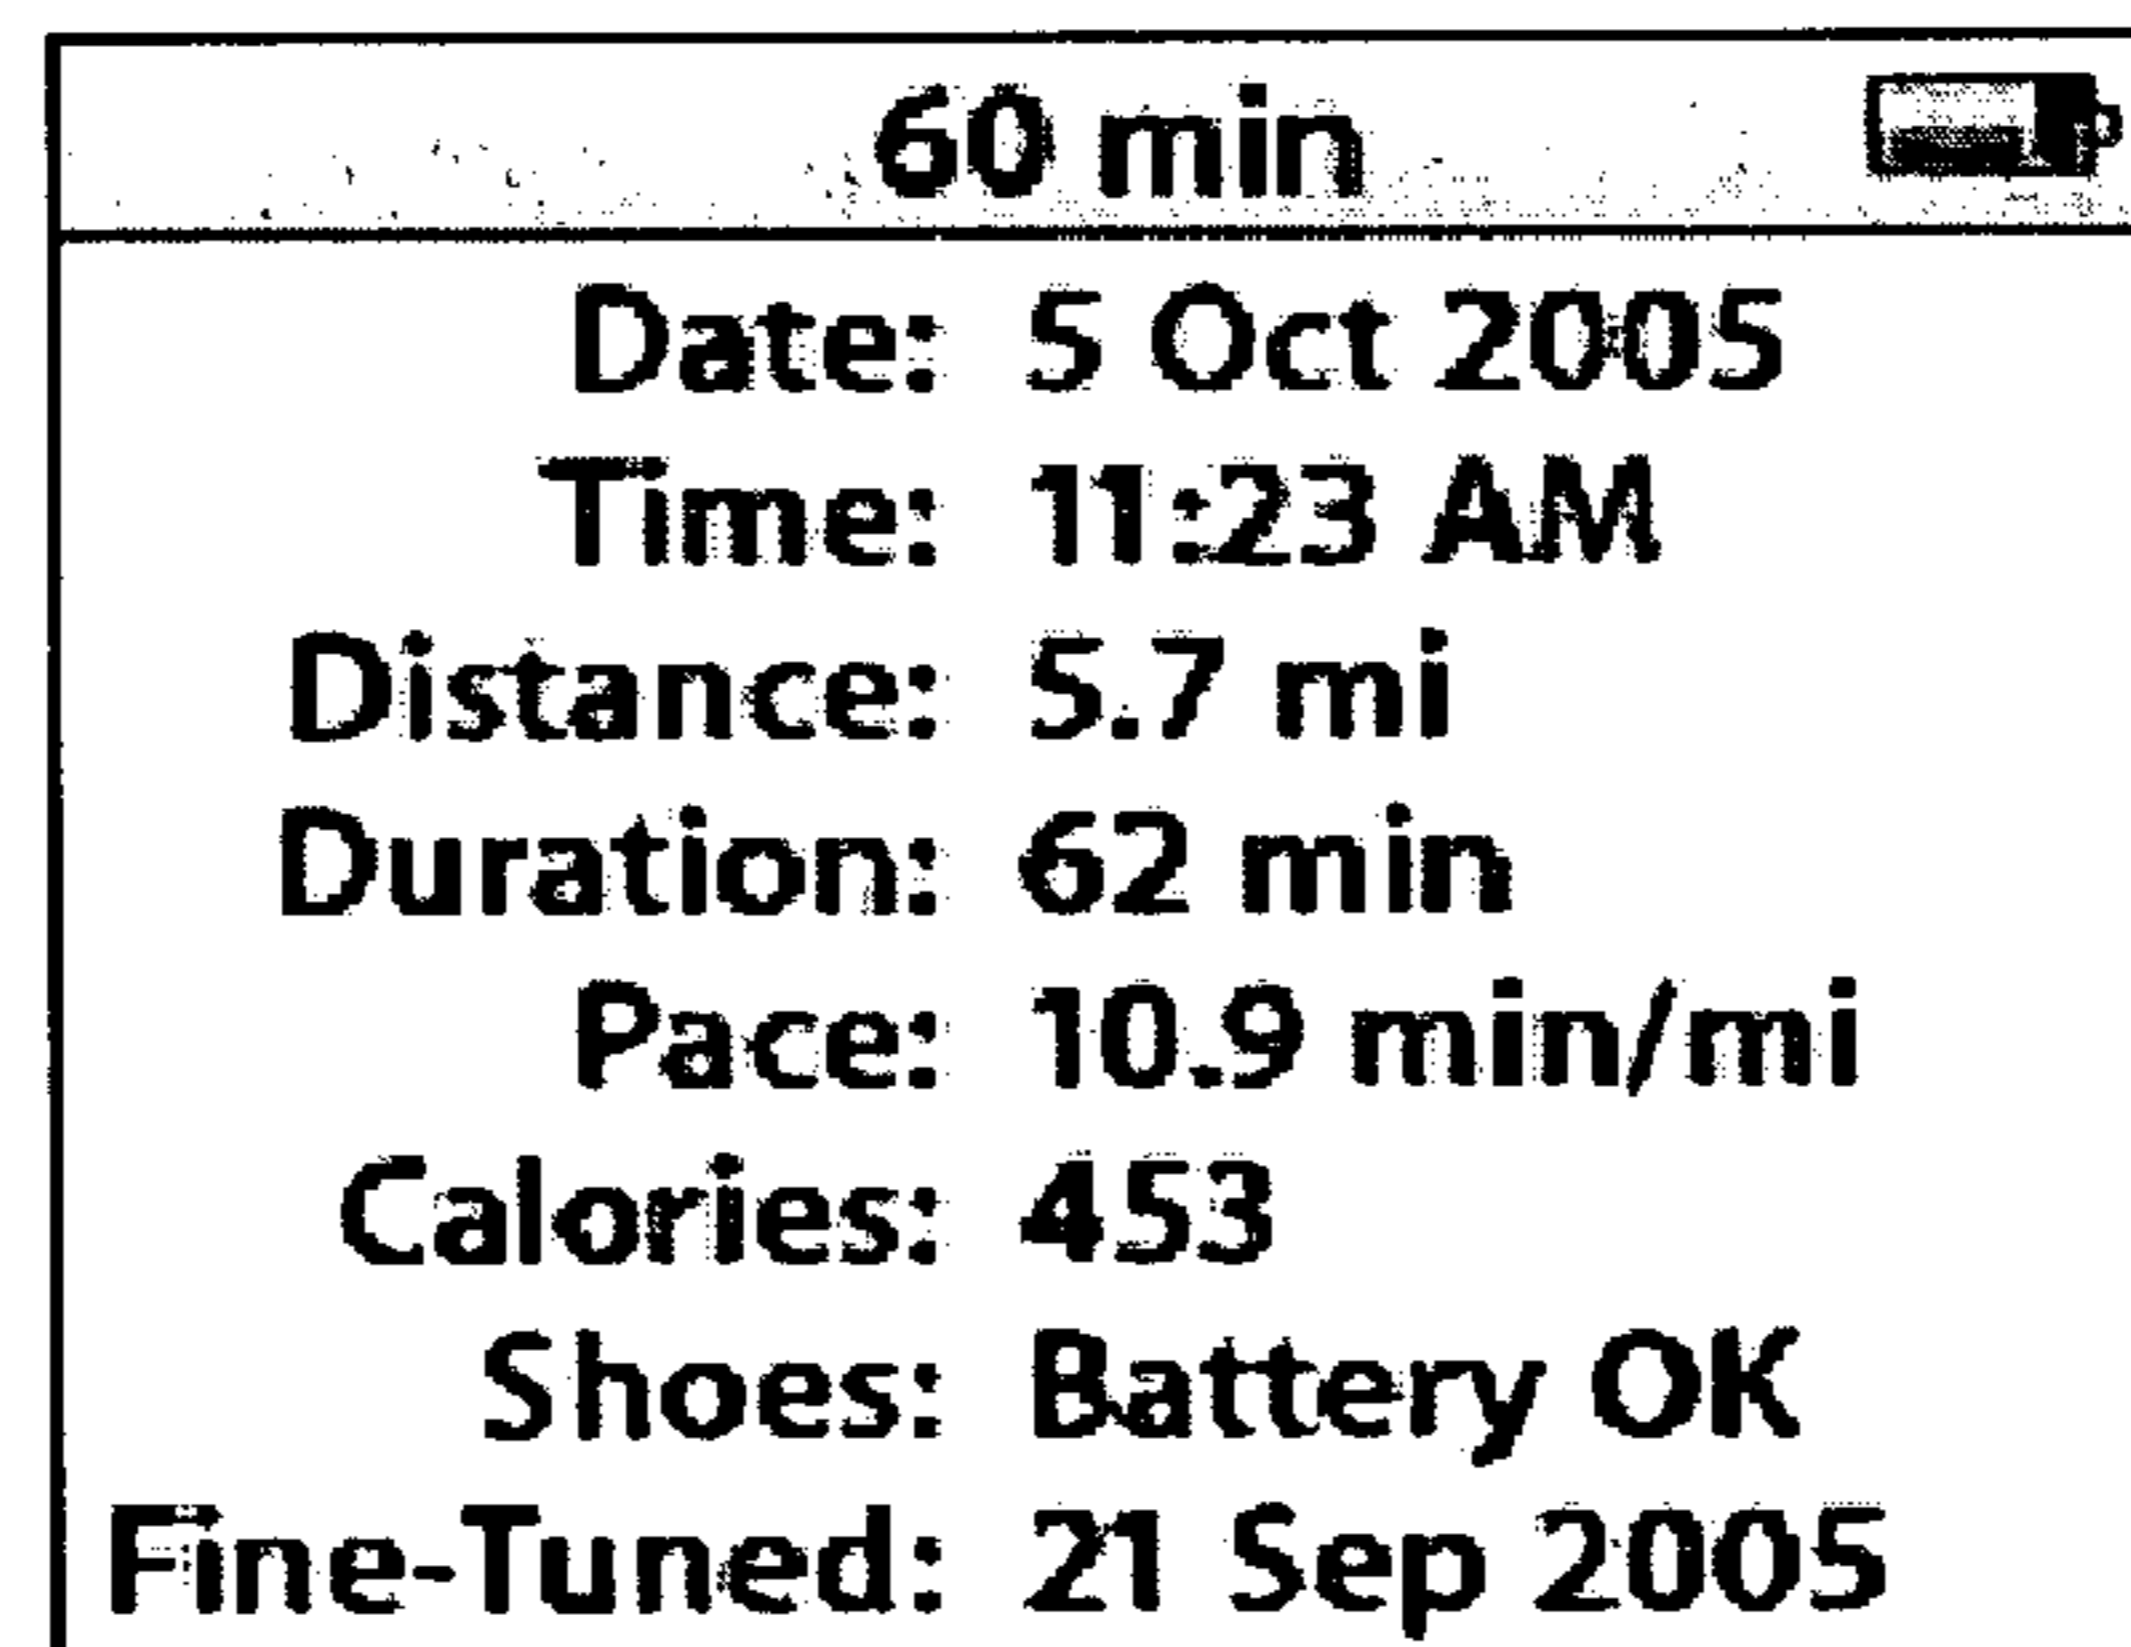 60 min
Date: 5 Oct 2005
Time: 11:23 AM
Distance: 5.7 mi
Duration: 62 min
Pace: 10.9 min/mi
Calories: 453
Shoes: Battery OK
Fine-Tuned: 21 Sep 2005